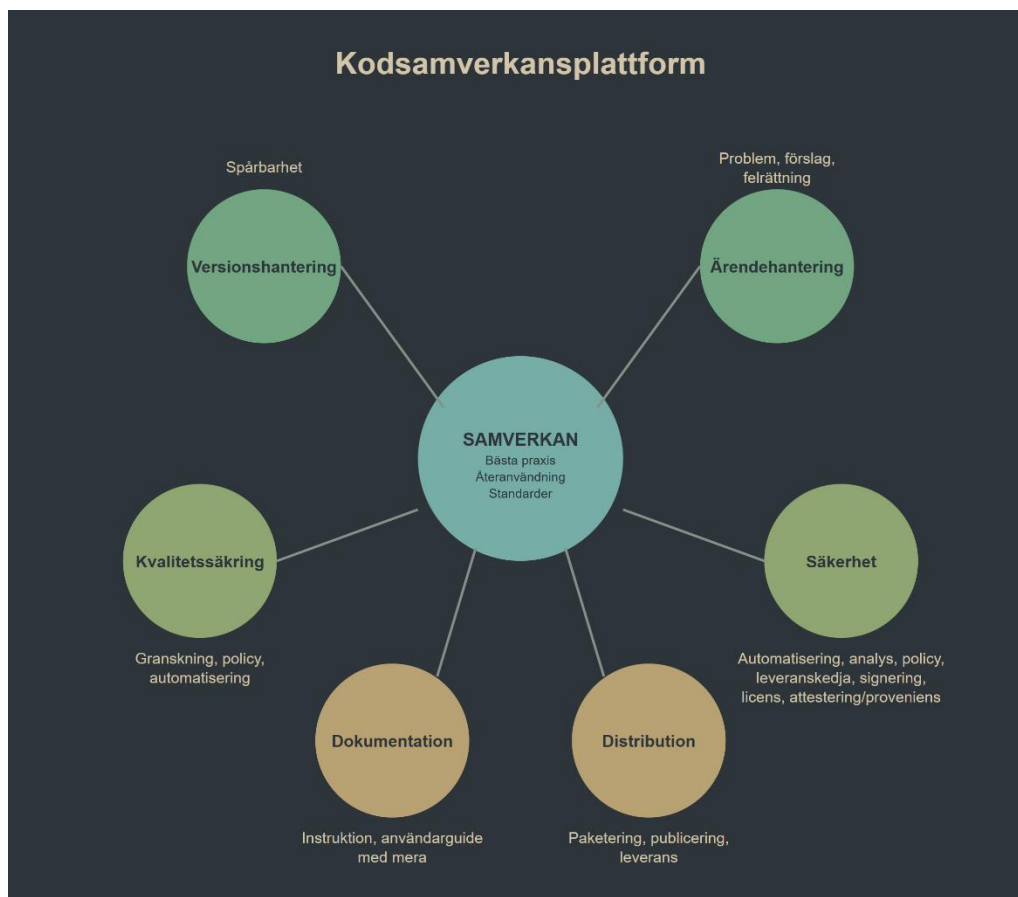 Kodsamverkansplattform
Spårbarhet
Versionshantering
Problem, förslag,
felrättning
Ärendehantering
SAMVERKAN
Bästa praxis
Återanvändning
Standarder
Kvalitetssäkring
Granskning, policy,
automatisering
Säkerhet
Automatisering, analys, policy,
leveranskedja, signering,
licens, attestering/proveniens
Dokumentation
Instruktion, användarguide
med mera
Distribution
Paketering, publicering,
leverans